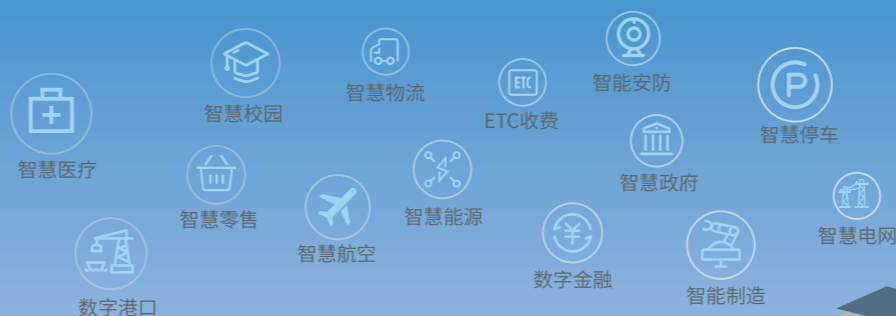 智慧校园
智慧物流
ETC
ETC收费
智能安防
P
智慧停车
智慧医疗
智慧零售
智慧航空
智慧能源
智慧政府
智慧电网
数字港口
数字金融
智能制造